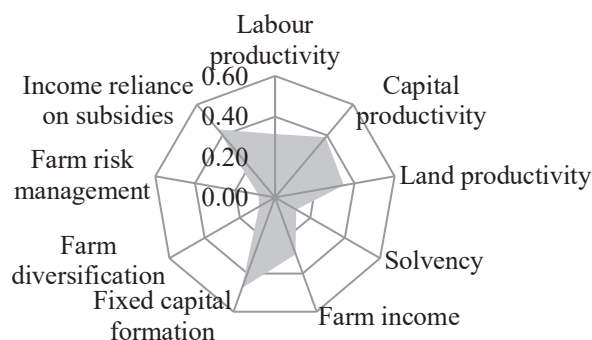 Labour
productivity
0.60
0.40
0.20
0.00
Capital
productivity
Land productivity
Solvency
Farm income
Fixed capital
formation
Farm
diversification
Farm risk
management
Income reliance
on subsidies